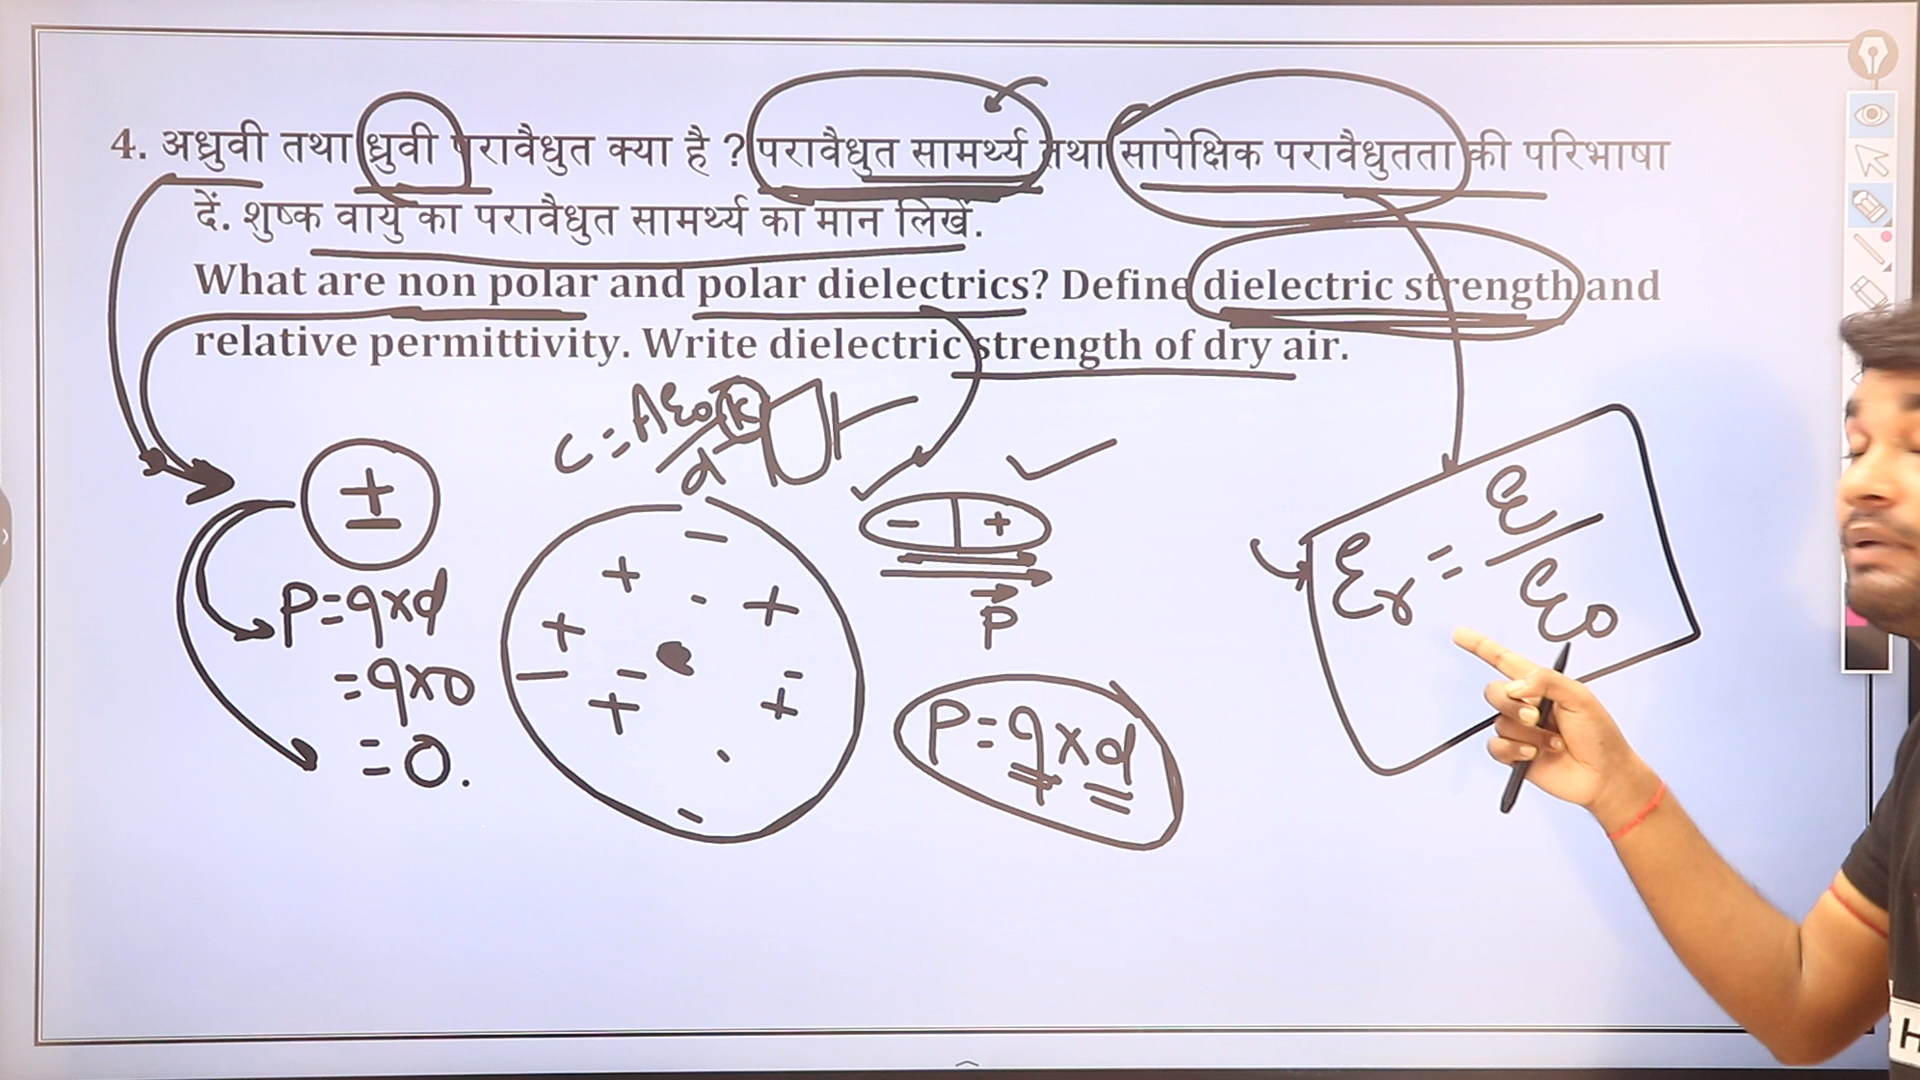 4. अध्रुवी तथा ध्रुवी परावैधुत क्या है ? परावैधुत सामर्थ्य तथा सापेक्षिक परावैधुतता की परिभाषा
दें. शुष्क वायु का परावैधुत सामर्थ्य का मान लिखें.
What are non polar and polar dielectrics? Define dielectric strength and
relative permittivity. Write dielectric strength of dry air.
C = Aε₀k / d
±
P=q×d
=q×0
=0.
- +
P⃗
P=q×d
εr = ε / ε₀
H